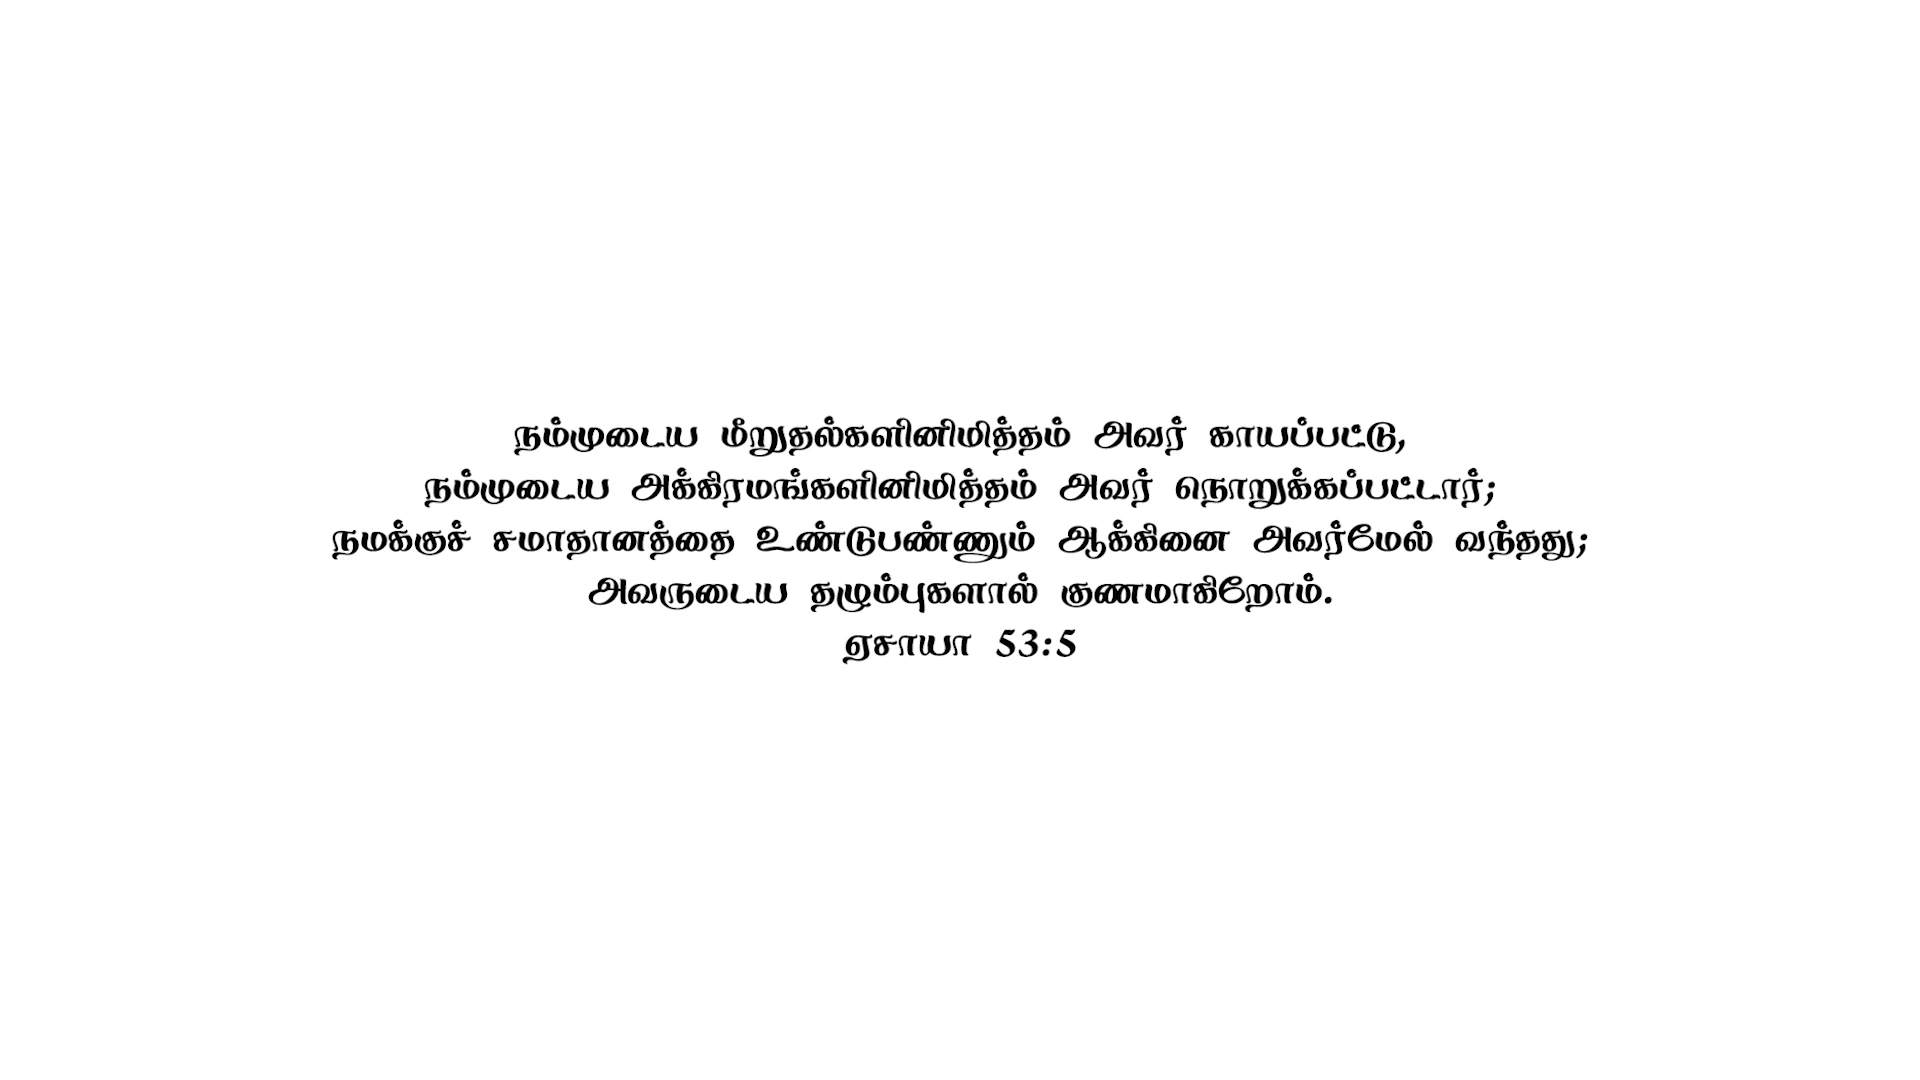 நம்முடைய மீறுதல்களினிமித்தம் அவர் காயப்பட்டு,
நம்முடைய அக்கிரமங்களினிமித்தம் அவர் நொறுக்கப்பட்டார்;
நமக்குச் சமாதானத்தை உண்டுபண்ணும் ஆக்கினை அவர்மேல் வந்தது;
அவருடைய தழும்புகளால் குணமாகிறோம்.
ஏசாயா 53:5